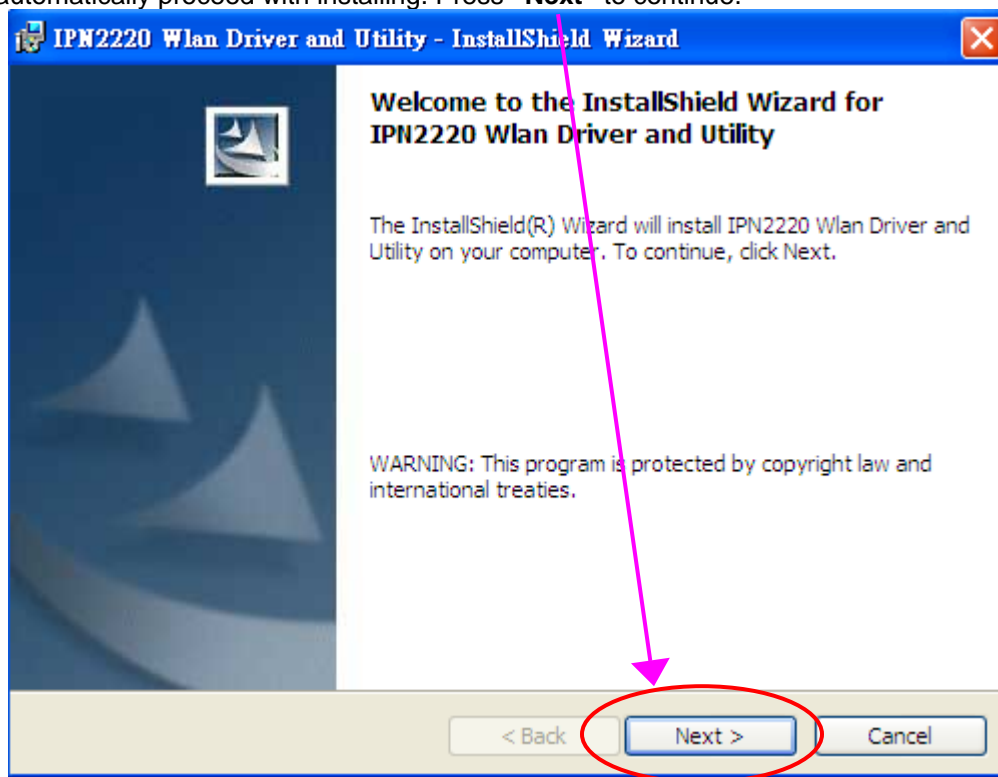 automatically proceed with installing. Press "Next" to continue.
IPN2220 Wlan Driver and Utility - InstallShield Wizard
Welcome to the InstallShield Wizard for
IPN2220 Wlan Driver and Utility
The InstallShield(R) Wizard will install IPN2220 Wlan Driver and
Utility on your computer. To continue, click Next.
WARNING: This program is protected by copyright law and
international treaties.
< Back
Next >
Cancel